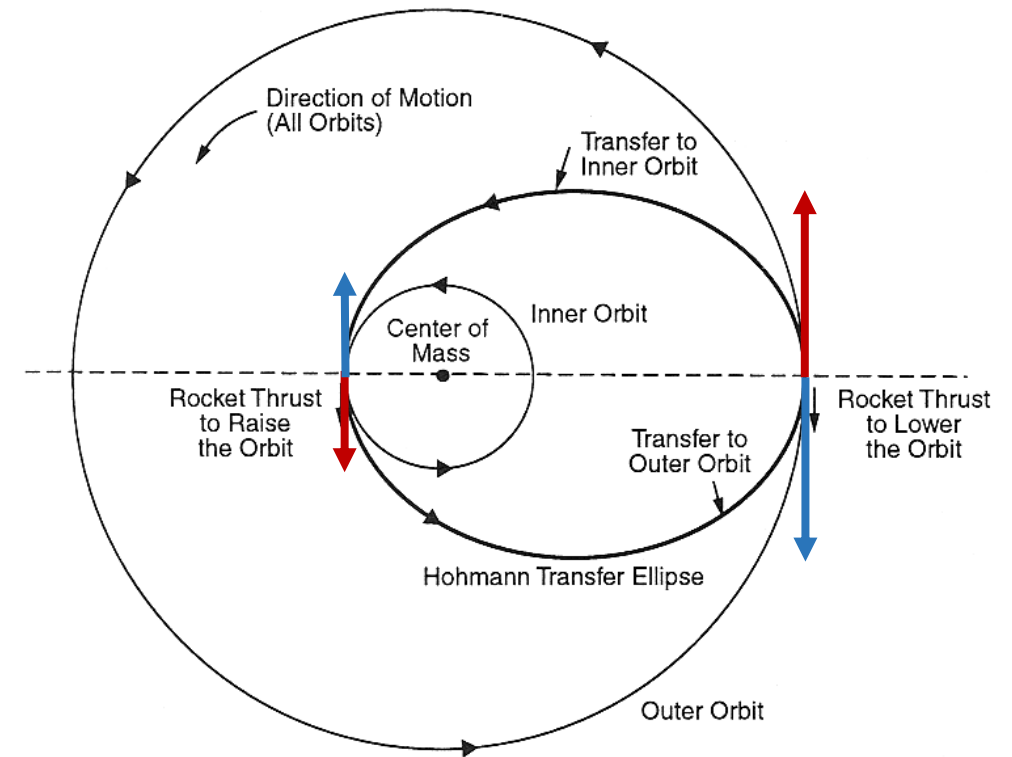 Direction of Motion
(All Orbits)
Transfer to
Inner Orbit
Inner Orbit
Center of
Mass
Rocket Thrust
to Raise
the Orbit
Rocket Thrust
to Lower
the Orbit
Transfer to
Outer Orbit
Hohmann Transfer Ellipse
Outer Orbit